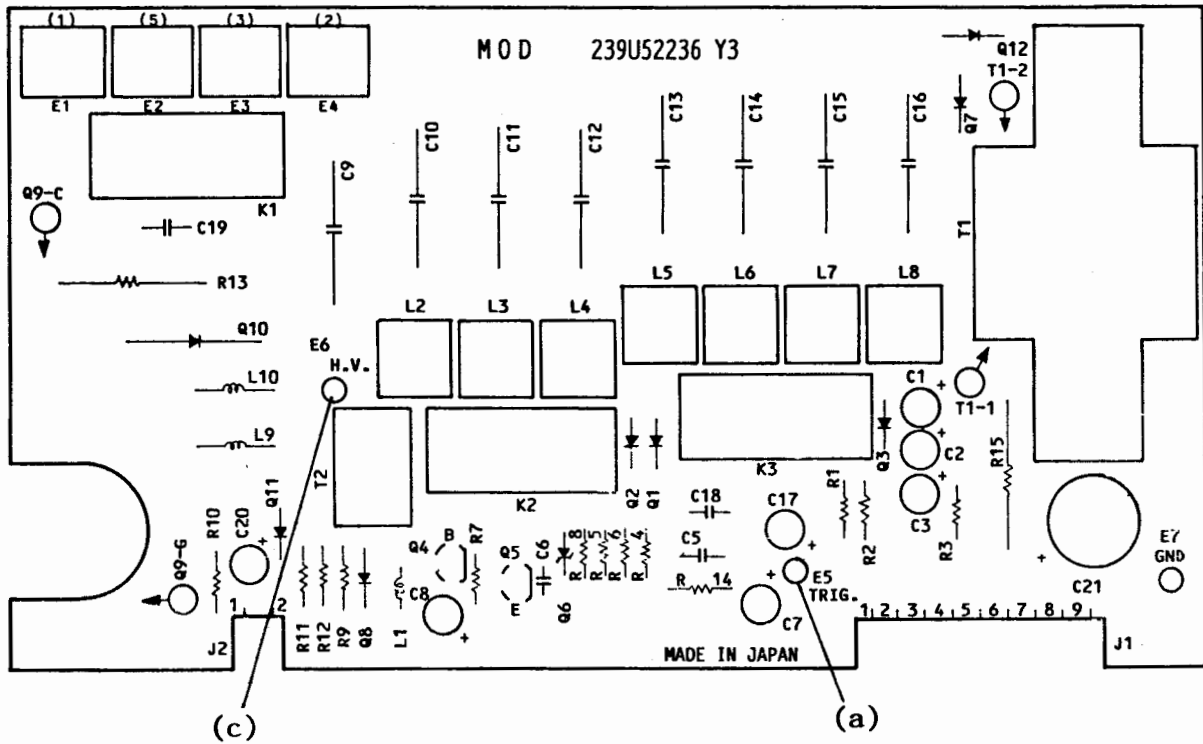 (1) (5) (3) (2)
MOD 239U52236 Y3
E1 E2 E3 E4
Q12
T1-2
Q7
C13 C14 C15 C16
C10 C11 C12
C9
Q9-C
K1
C19
T1
R13
L5 L6 L7 L8
L2 L3 L4
Q10
E6
H.V.
L10
C1 +
T1-1
L9
+
C2
T2
K2
K3
Q3
R15
Q2 Q1
R1
+
C3
Q11
C18 C17
R2
R3
R10 C20 +
Q4 B R7 Q5 C6
R8 R5 R6 R4
C5
+
E7
GND
Q9-G
C8
E
Q6
R14
+
E5
TRIG.
C7
+
C21
1 2
J2
R11 R12 R9 Q8 L1
+
1 2 3 4 5 6 7 8 9
J1
MADE IN JAPAN
(c) (a)